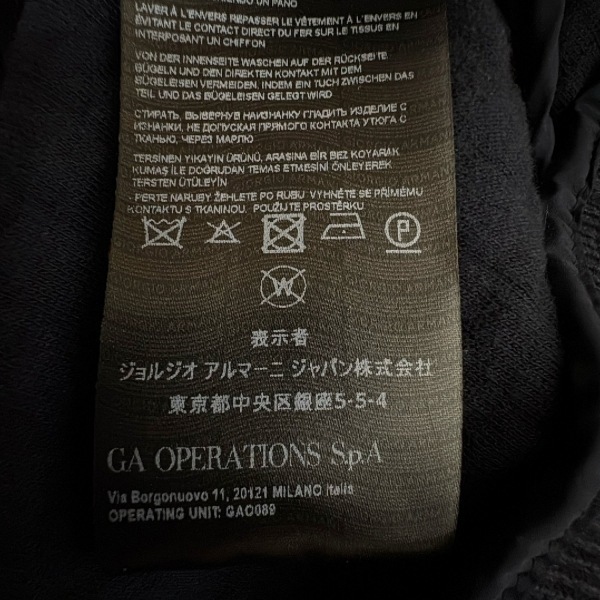 UN PANO
LAVER À L'ENVERS REPASSER LE VÊTEMENT À L'ENVERS EN
ÉVITANT LE CONTACT DIRECT DU FER SUR LE TISSU EN
INTERPOSANT UN CHIFFON
VON DER INNENSEITE WASCHEN AUF DER RÜCKSEITE
BÜGELN UND DEN DIREKTEN KONTAKT MIT DEM
BÜGELEISEN VERMEIDEN, INDEM EIN TUCH ZWISCHEN DAS
TEIL UND DAS BÜGELEISEN GELEGT WIRD
СТИРАТЬ, ВЫВЕРНУВ НАИЗНАНКУ ГЛАДИТЬ ИЗДЕЛИЕ С
ИЗНАНКИ, НЕ ДОПУСКАЯ ПРЯМОГО КОНТАКТА УТЮГА С
ТКАНЬЮ, ЧЕРЕЗ МАРЛЮ
TERSİNEN YIKAYIN ÜRÜNÜ, ARASINA BİR BEZ KOYARAK
KUMAŞ İLE DOĞRUDAN TEMAS ETMESİNİ ÖNLEYEREK
TERSTEN ÜTÜLEYİN
PERTE NARUBY ŽEHLETE PO RUBU VYHNĚTE SE PŘÍMÉMU
KONTAKTU S TKANINOU. POUŽIJTE PROSTĚRKU
P
W
表示者
ジョルジオ アルマーニ ジャパン株式会社
東京都中央区銀座5-5-4
GA OPERATIONS S.p.A
Via Borgonuovo 11, 20121 MILANO Italia
OPERATING UNIT: GAO089